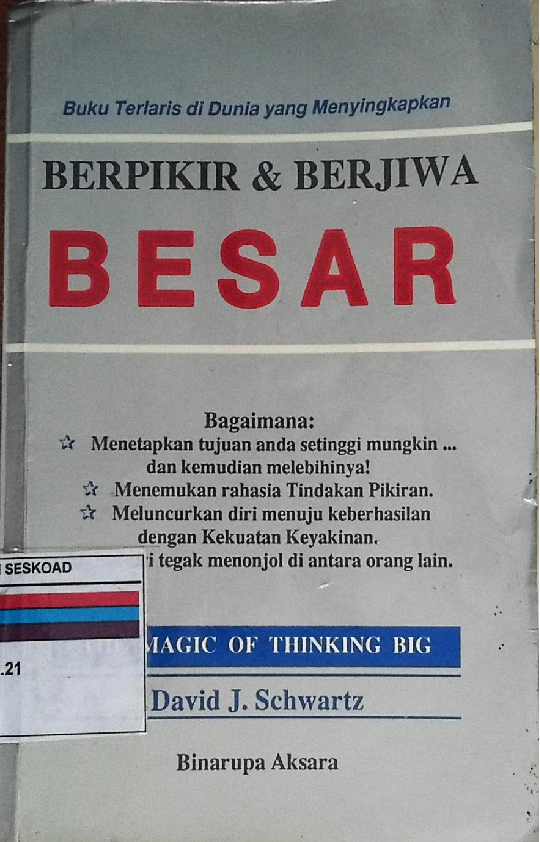 Buku Terlaris di Dunia yang Menyingkapkan
BERPIKIR & BERJIWA
BESAR
Bagaimana:
Menetapkan tujuan anda setinggi mungkin ...
dan kemudian melebihinya!
Menemukan rahasia Tindakan Pikiran.
Meluncurkan diri menuju keberhasilan
dengan Kekuatan Keyakinan.
tegak menonjol di antara orang lain.
SESKOAD
MAGIC OF THINKING BIG
.21
David J. Schwartz
Binarupa Aksara